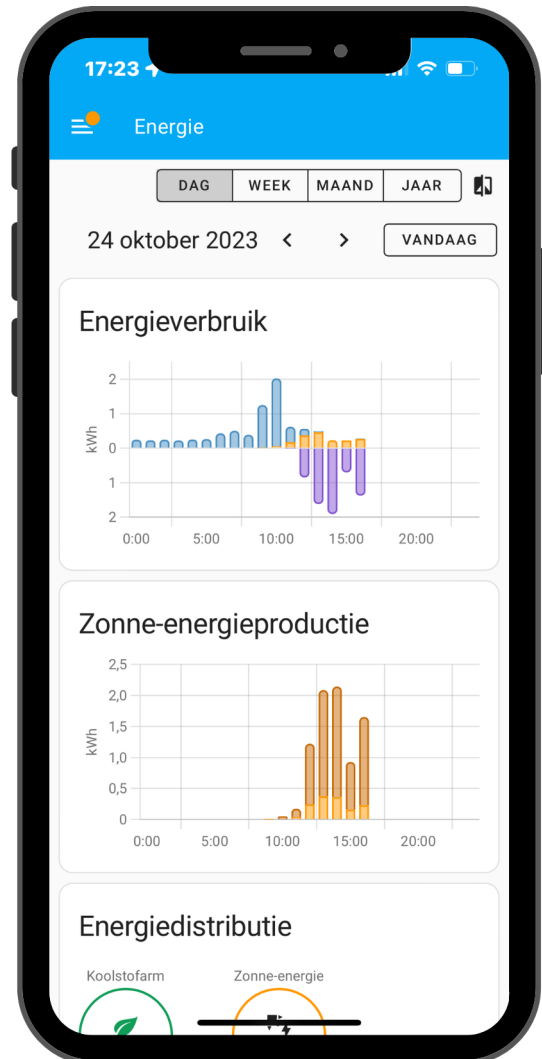 17:23
Energie
DAG WEEK MAAND JAAR
24 oktober 2023 VANDAAG
Energieverbruik
2
1
0
1
2
kWh
0:00 5:00 10:00 15:00 20:00
Zonne-energieproductie
2,5
2,0
1,5
1,0
0,5
0
kWh
0:00 5:00 10:00 15:00 20:00
Energiedistributie
Koolstofarm Zonne-energie